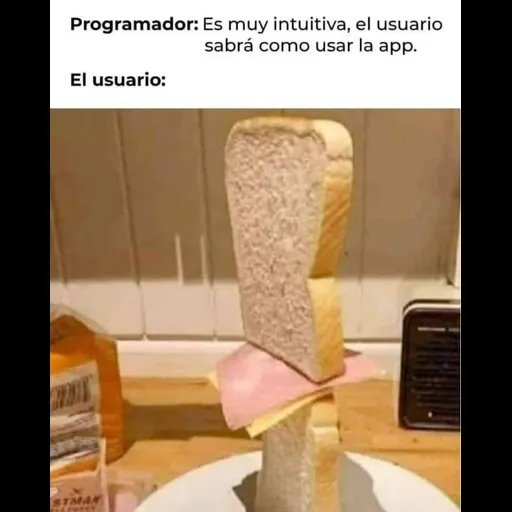 Programador: Es muy intuitiva, el usuario
sabrá como usar la app.
El usuario: